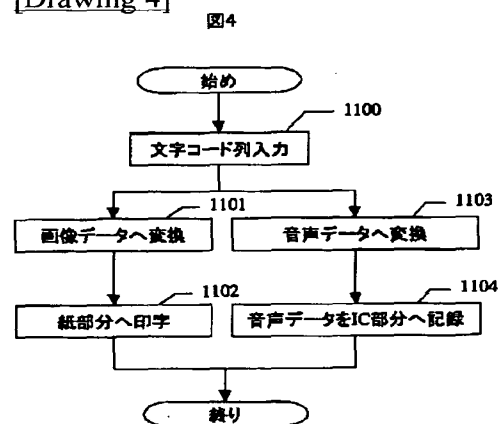 [Drawing 4]
図4
始め
1100
文字コード列入力
1101
画像データへ変換
1103
音声データへ変換
1102
紙部分へ印字
1104
音声データをIC部分へ記録
終り